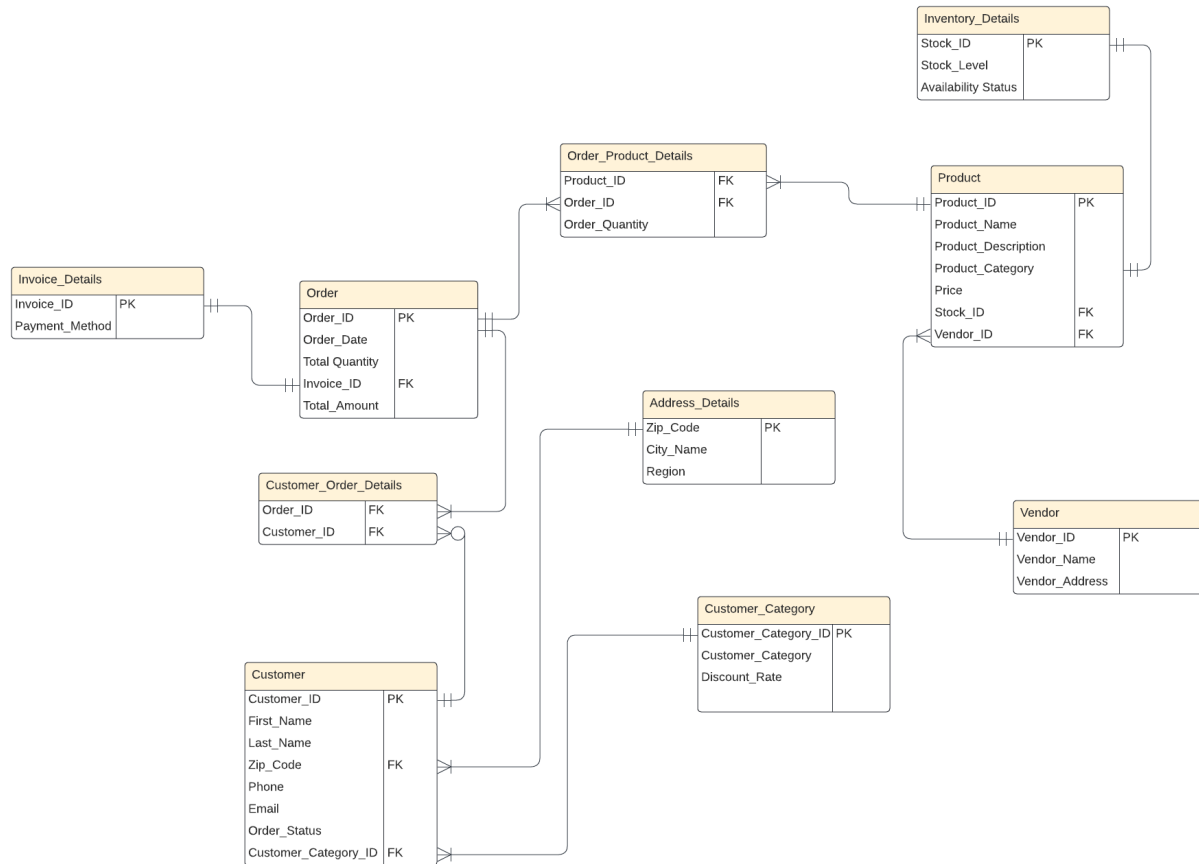 Inventory_Details
Stock_ID PK
Stock_Level
Availability Status
Order_Product_Details
Product_ID FK
Order_ID FK
Order_Quantity
Product
Product_ID PK
Product_Name
Product_Description
Product_Category
Price
Stock_ID FK
Vendor_ID FK
Invoice_Details
Invoice_ID PK
Payment_Method
Order
Order_ID PK
Order_Date
Total Quantity
Invoice_ID FK
Total_Amount
Address_Details
Zip_Code PK
City_Name
Region
Customer_Order_Details
Order_ID FK
Customer_ID FK
Vendor
Vendor_ID PK
Vendor_Name
Vendor_Address
Customer_Category
Customer_Category_ID PK
Customer_Category
Discount_Rate
Customer
Customer_ID PK
First_Name
Last_Name
Zip_Code FK
Phone
Email
Order_Status
Customer_Category_ID FK